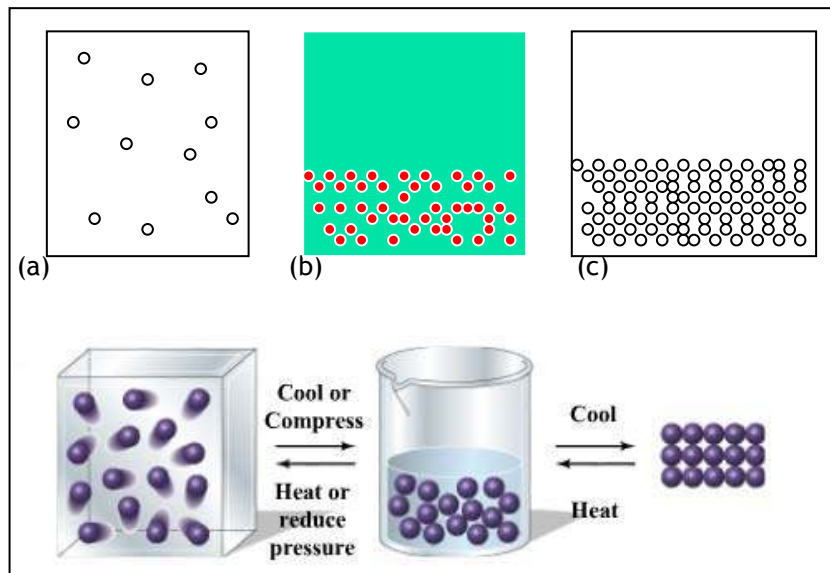 (a)
(b)
(c)
Cool or
Compress
Heat or
reduce
pressure
Cool
Heat